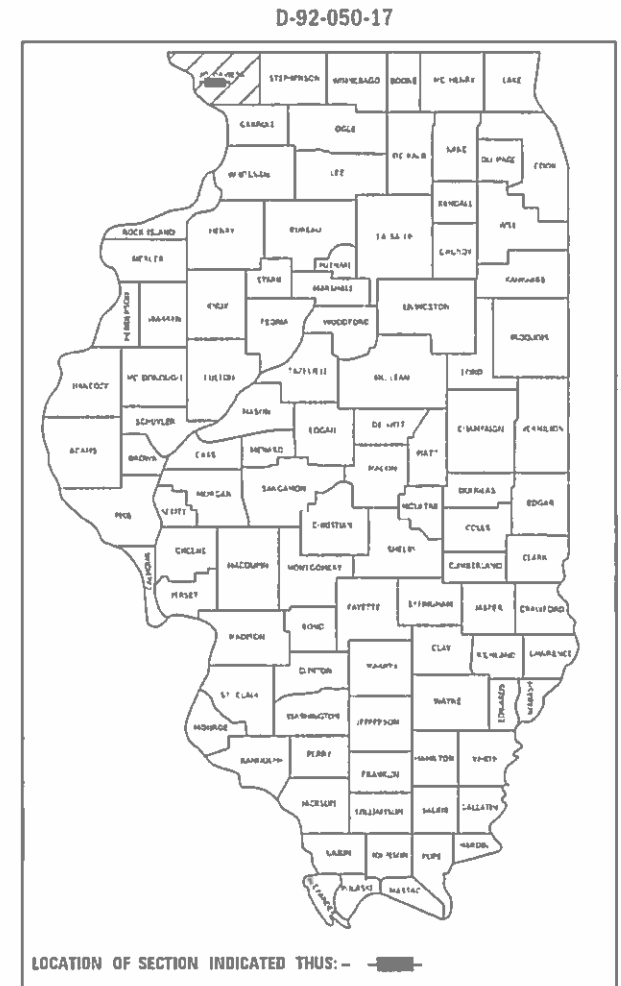 D-92-050-17
STEPHENSON WINNEBAGO BOONE MC HENRY LAKE
CARROLL OGLE
DE KALB KANE DU PAGE COOK
WHITESIDE LEE
KENDALL WILL
ROCK ISLAND HENRY BUREAU LA SALLE GRUNDY
MERCER PUTNAM KANKAKEE
STARK MARSHALL LIVINGSTON
HENDERSON WARREN KNOX PEORIA WOODFORD IROQUOIS
HANCOCK MC DONOUGH FULTON TAZEWELL MC LEAN FORD
MASON
SCHUYLER LOGAN DE WITT CHAMPAIGN VERMILION
ADAMS BROWN CASS MENARD MACON PIATT
PIKE SCOTT MORGAN SANGAMON MOULTRIE DOUGLAS EDGAR
CHRISTIAN COLES
CALHOUN GREENE MACOUPIN MONTGOMERY SHELBY CUMBERLAND CLARK
JERSEY
FAYETTE EFFINGHAM JASPER CRAWFORD
MADISON BOND
CLAY RICHLAND LAWRENCE
CLINTON MARION
ST. CLAIR WAYNE EDWARDS WABASH
MONROE WASHINGTON JEFFERSON
RANDOLPH PERRY HAMILTON WHITE
FRANKLIN
JACKSON WILLIAMSON SALINE GALLATIN
UNION JOHNSON POPE HARDIN
ALEXANDER PULASKI MASSAC
LOCATION OF SECTION INDICATED THUS: -